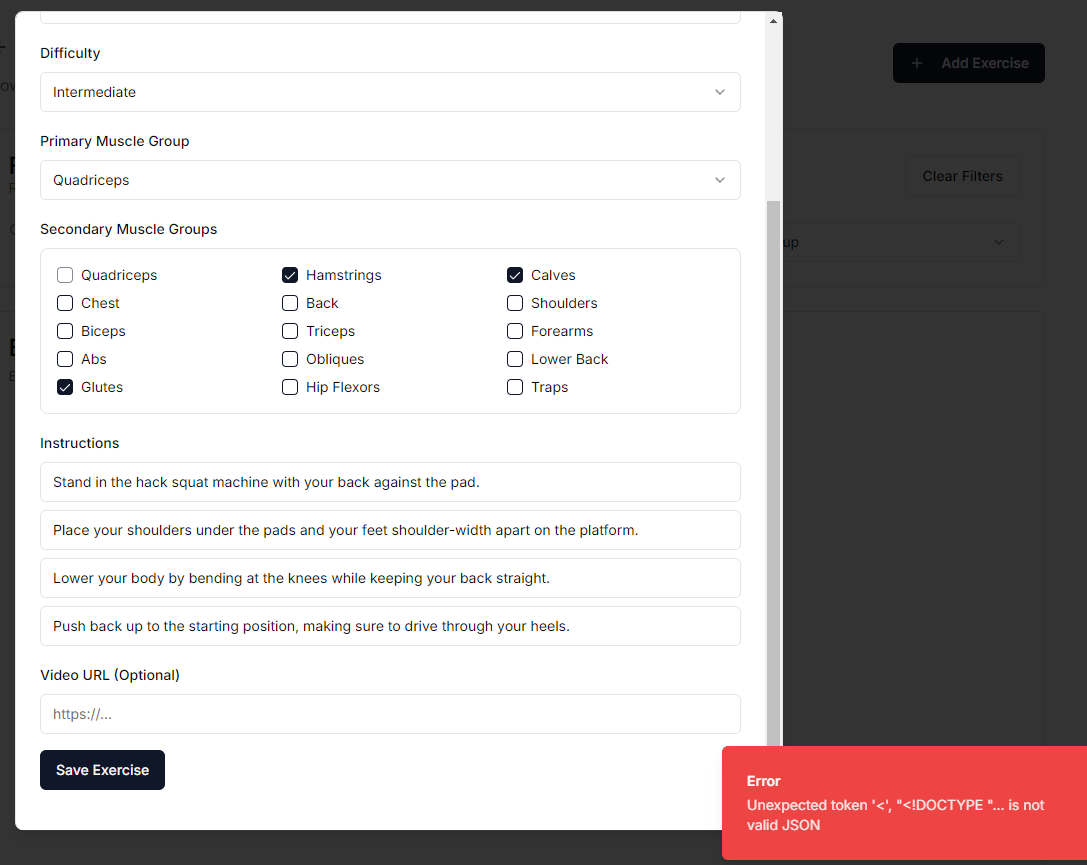 Difficulty
+ Add Exercise
Intermediate
Primary Muscle Group
Quadriceps
Clear Filters
Secondary Muscle Groups
Quadriceps Hamstrings Calves
Chest Back Shoulders
Biceps Triceps Forearms
Abs Obliques Lower Back
Glutes Hip Flexors Traps
Instructions
Stand in the hack squat machine with your back against the pad.
Place your shoulders under the pads and your feet shoulder-width apart on the platform.
Lower your body by bending at the knees while keeping your back straight.
Push back up to the starting position, making sure to drive through your heels.
Video URL (Optional)
https://...
Save Exercise
Error
Unexpected token '<', "<!DOCTYPE "... is not
valid JSON